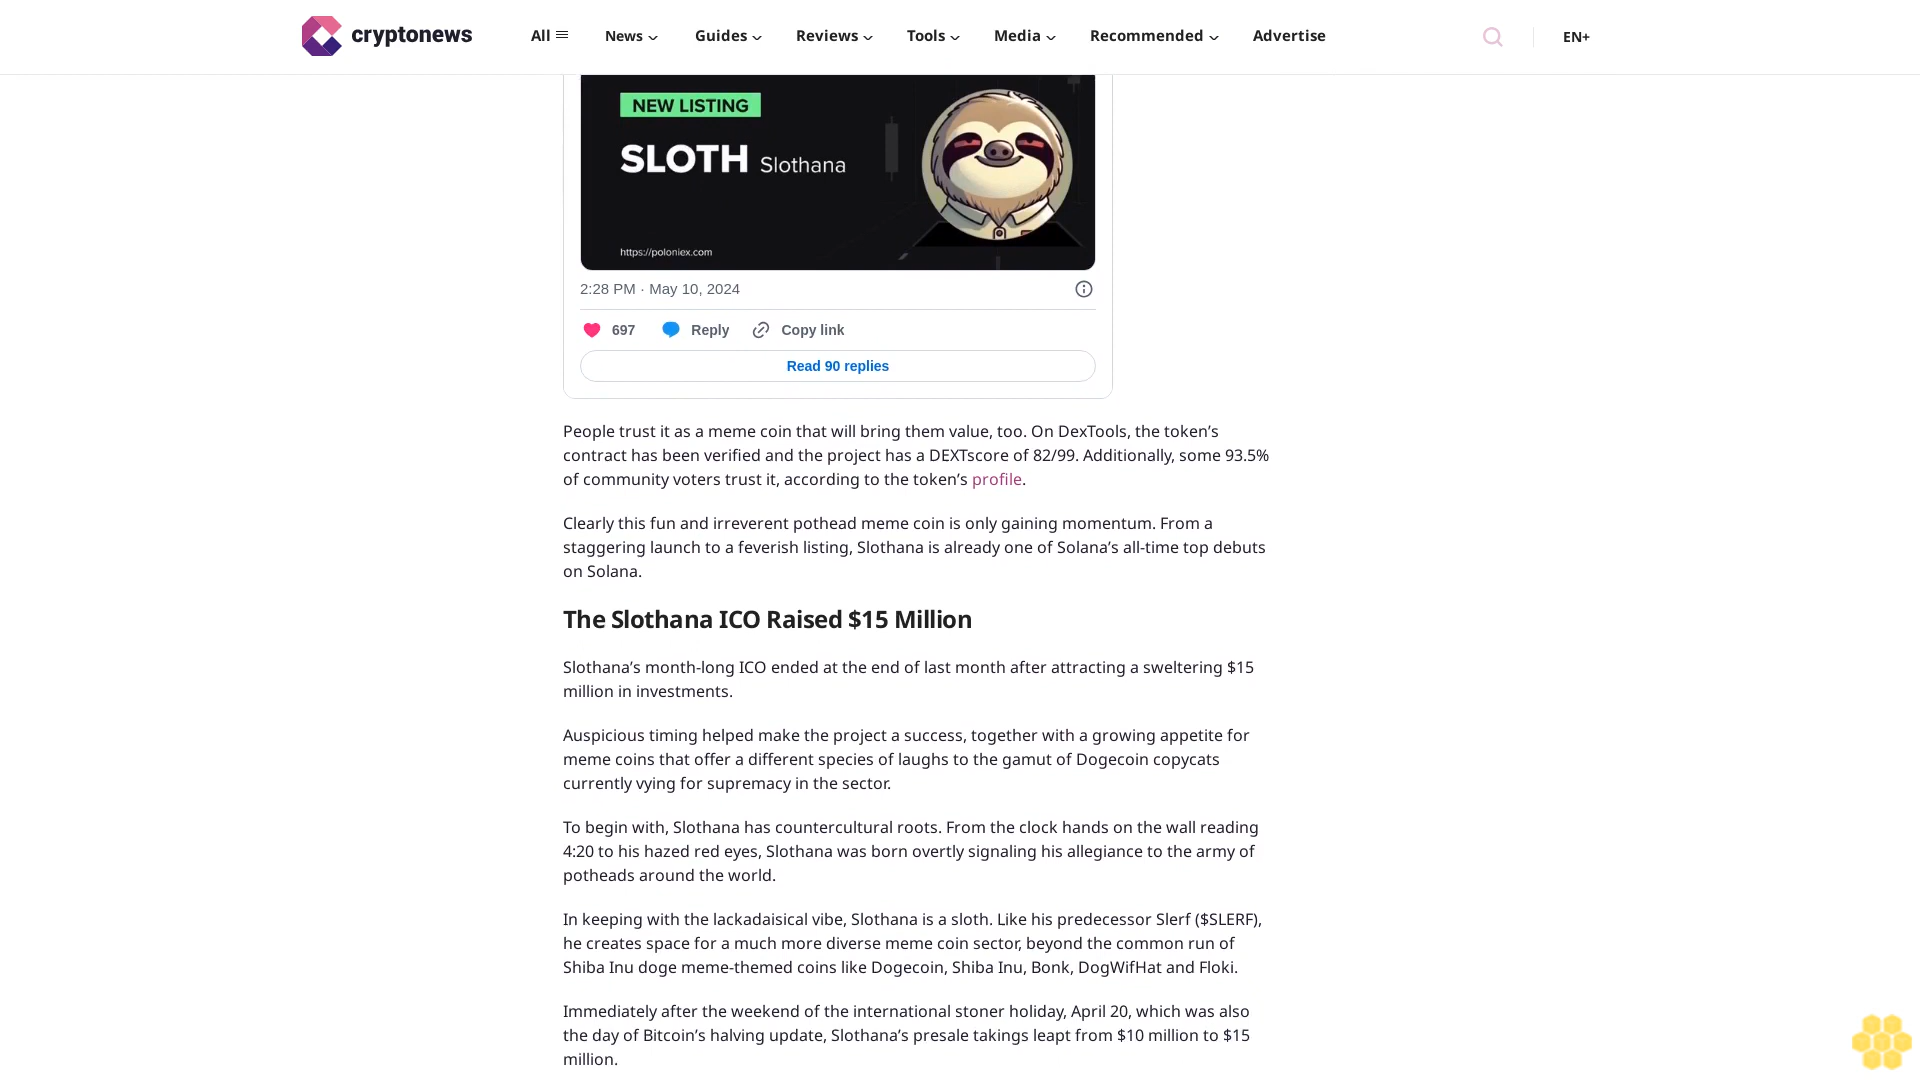 cryptonews
All
News
Guides
Reviews
Tools
Media
Recommended
Advertise
EN+
NEW LISTING
SLOTH Slothana
https://poloniex.com
2:28 PM · May 10, 2024
697
Reply
Copy link
Read 90 replies
People trust it as a meme coin that will bring them value, too. On DexTools, the token’s
contract has been verified and the project has a DEXTscore of 82/99. Additionally, some 93.5%
of community voters trust it, according to the token’s profile.
Clearly this fun and irreverent pothead meme coin is only gaining momentum. From a
staggering launch to a feverish listing, Slothana is already one of Solana’s all-time top debuts
on Solana.
The Slothana ICO Raised $15 Million
Slothana’s month-long ICO ended at the end of last month after attracting a sweltering $15
million in investments.
Auspicious timing helped make the project a success, together with a growing appetite for
meme coins that offer a different species of laughs to the gamut of Dogecoin copycats
currently vying for supremacy in the sector.
To begin with, Slothana has countercultural roots. From the clock hands on the wall reading
4:20 to his hazed red eyes, Slothana was born overtly signaling his allegiance to the army of
potheads around the world.
In keeping with the lackadaisical vibe, Slothana is a sloth. Like his predecessor Slerf ($SLERF),
he creates space for a much more diverse meme coin sector, beyond the common run of
Shiba Inu doge meme-themed coins like Dogecoin, Shiba Inu, Bonk, DogWifHat and Floki.
Immediately after the weekend of the international stoner holiday, April 20, which was also
the day of Bitcoin’s halving update, Slothana’s presale takings leapt from $10 million to $15
million.